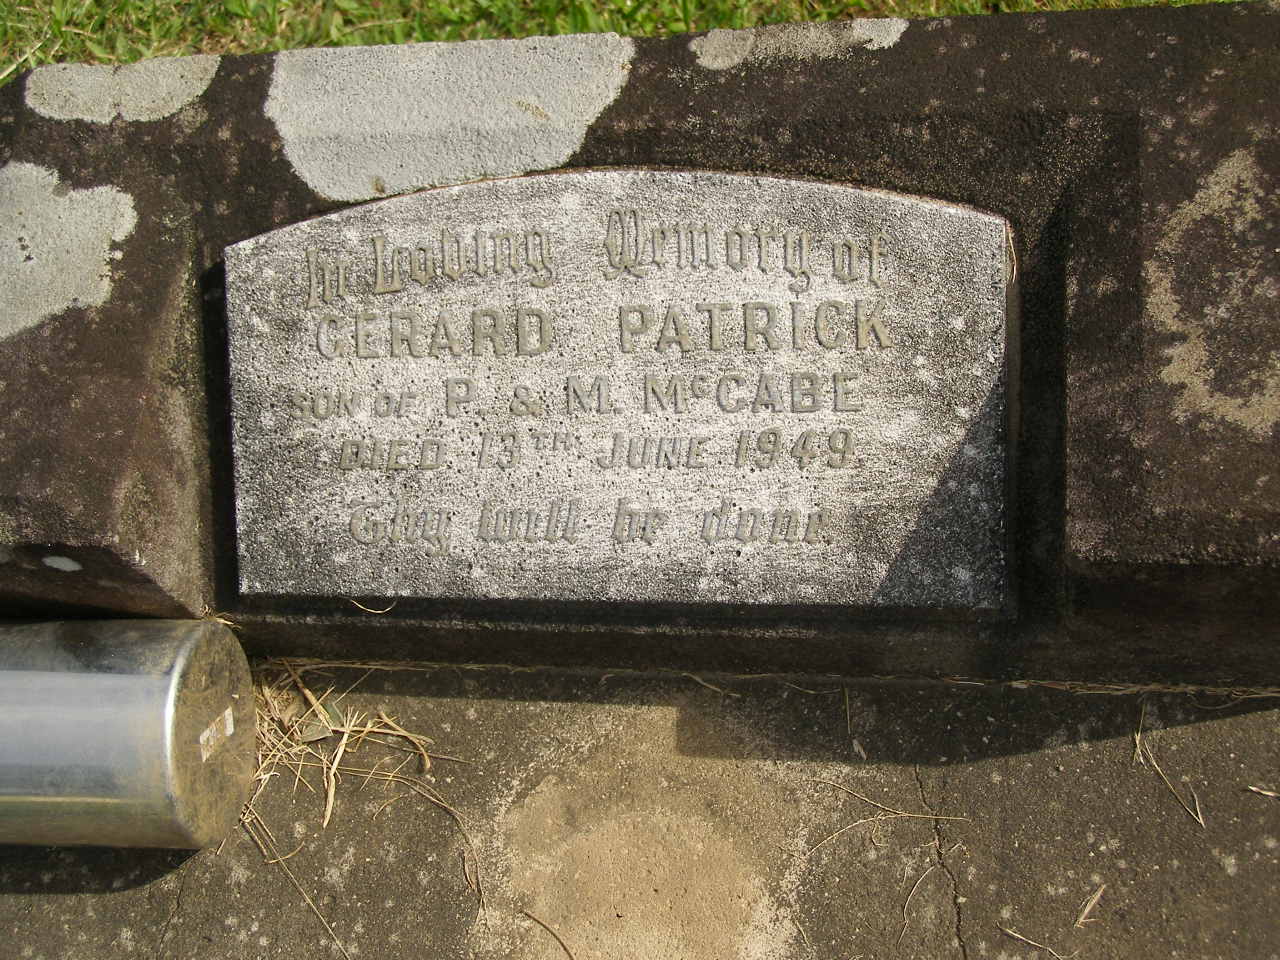 In Loving Memory of
GERARD PATRICK
SON OF P. & M. McCABE
DIED 13TH JUNE 1949
Thy will be done.